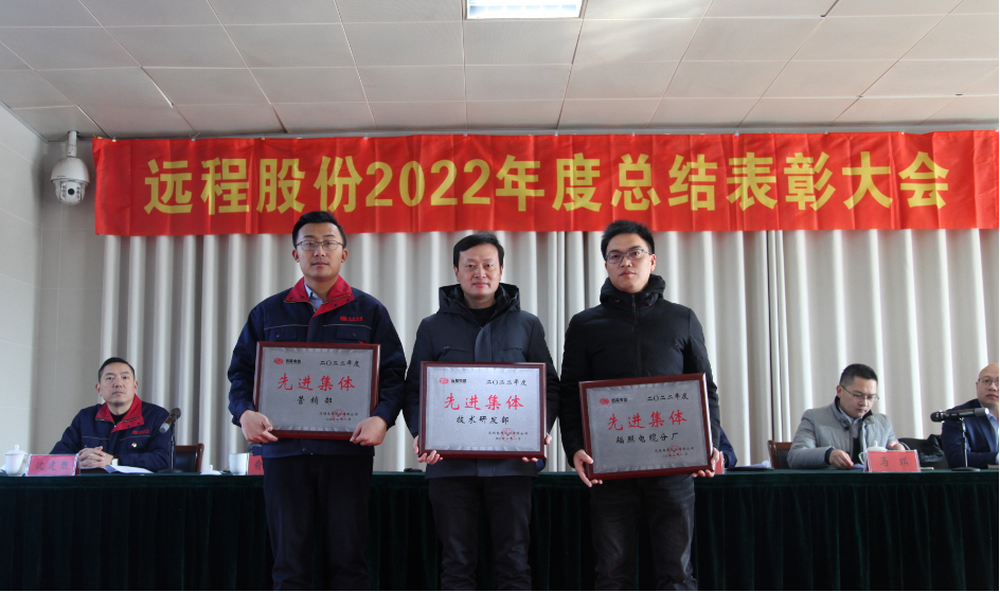 远程股份2022年度总结表彰大会
二〇二二年度
先进集体
营销部
二〇二二年度
先进集体
技术研发部
二〇二二年度
先进集体
辐照电缆分厂